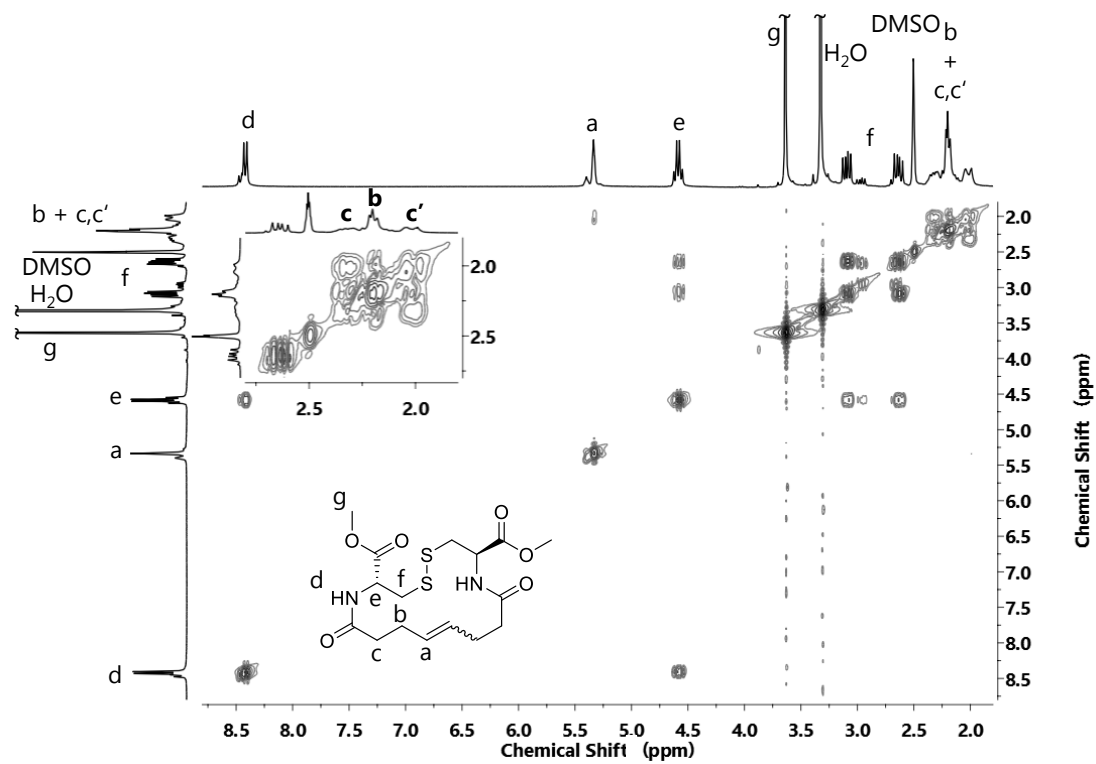 g
H2O
DMSO
b
+
c,c‘
d
a
e
f
b + c,c‘
DMSO
f
H2O
g
e
a
d
c
b
c’
2.0
2.5
2.5
2.0
2.0
2.5
3.0
3.5
4.0
4.5
5.0
5.5
6.0
6.5
7.0
7.5
8.0
8.5
Chemical Shift (ppm)
g
O
O
O
O
S
S
d
f
HN
e
HN
O
b
O
c
a
8.5
8.0
7.5
7.0
6.5
6.0
5.5
5.0
4.5
4.0
3.5
3.0
2.5
2.0
Chemical Shift (ppm)